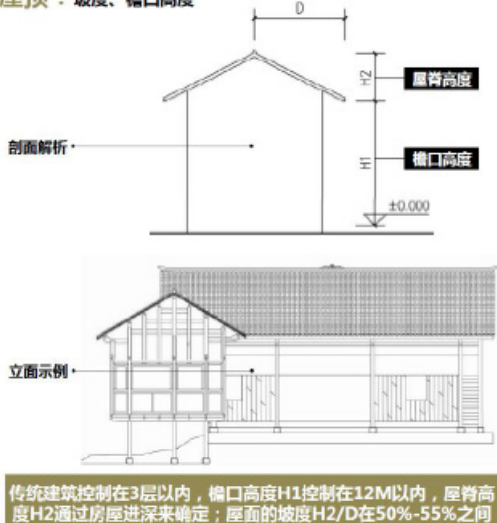 屋顶：坡度、檐口高度
D
H2
屋脊高度
剖面解析
H1
檐口高度
±0.000
立面示例
传统建筑控制在3层以内，檐口高度H1控制在12M以内，屋脊高
度H2通过房屋进深来确定；屋面的坡度H2/D在50%-55%之间